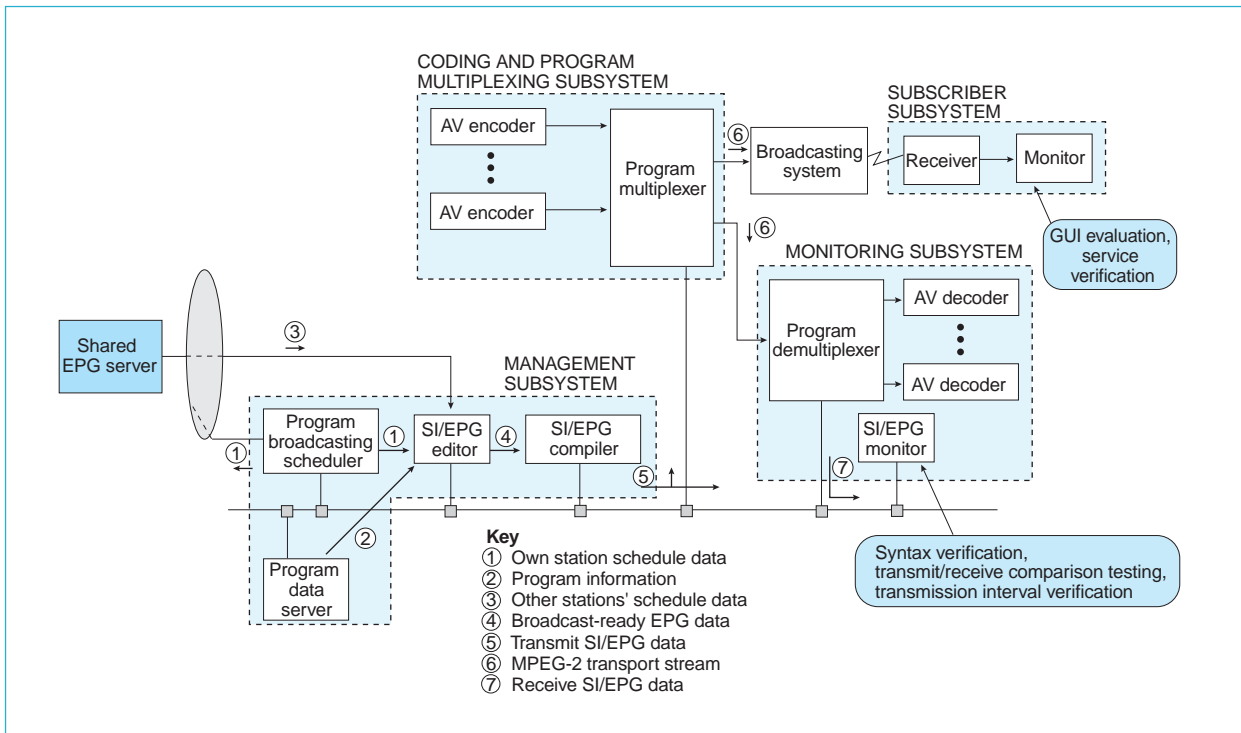 CODING AND PROGRAM
MULTIPLEXING SUBSYSTEM
AV encoder
AV encoder
Program
multiplexer
⑥
Broadcasting
system
SUBSCRIBER
SUBSYSTEM
Receiver
Monitor
GUI evaluation,
service
verification
⑥
MONITORING SUBSYSTEM
Program
demultiplexer
AV decoder
AV decoder
SI/EPG
monitor
⑦
Syntax verification,
transmit/receive comparison testing,
transmission interval verification
Shared
EPG server
③
MANAGEMENT
SUBSYSTEM
Program
broadcasting
scheduler
①
①
SI/EPG
editor
④
SI/EPG
compiler
⑤
②
Program
data
server
Key
① Own station schedule data
② Program information
③ Other stations' schedule data
④ Broadcast-ready EPG data
⑤ Transmit SI/EPG data
⑥ MPEG-2 transport stream
⑦ Receive SI/EPG data